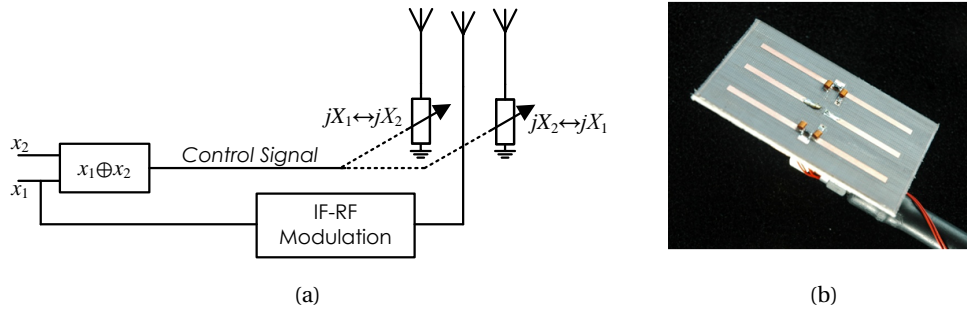 jX₁↔jX₂
jX₂↔jX₁
x₂
x₁⊕x₂
Control Signal
x₁
IF-RF
Modulation
(a)
(b)